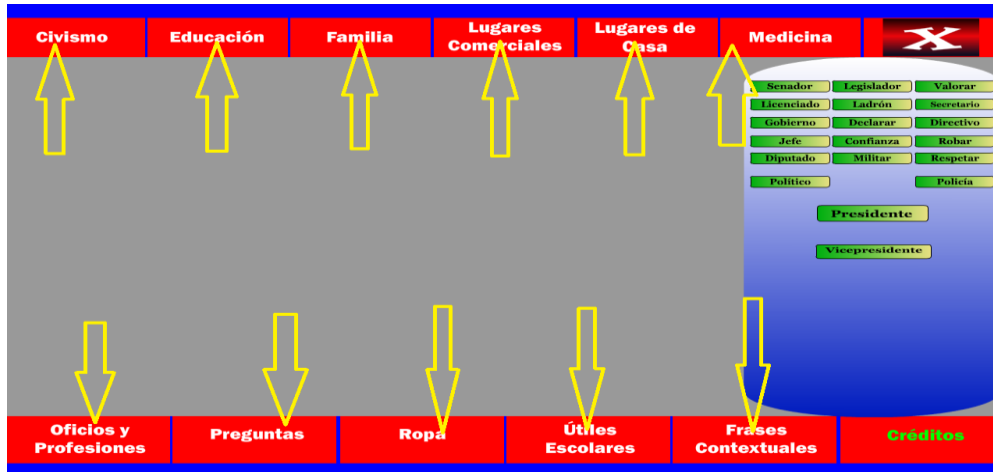 Civismo
Educación
Familia
Lugares
Comerciales
Lugares de
Casa
Medicina
X
Senador Legislador Valorar
Licenciado Ladrón Secretario
Gobierno Declarar Directivo
Jefe Confianza Robar
Diputado Militar Respetar
Político Policía
Presidente
Vicepresidente
Oficios y
Profesiones
Preguntas
Ropa
Útiles
Escolares
Frases
Contextuales
Créditos